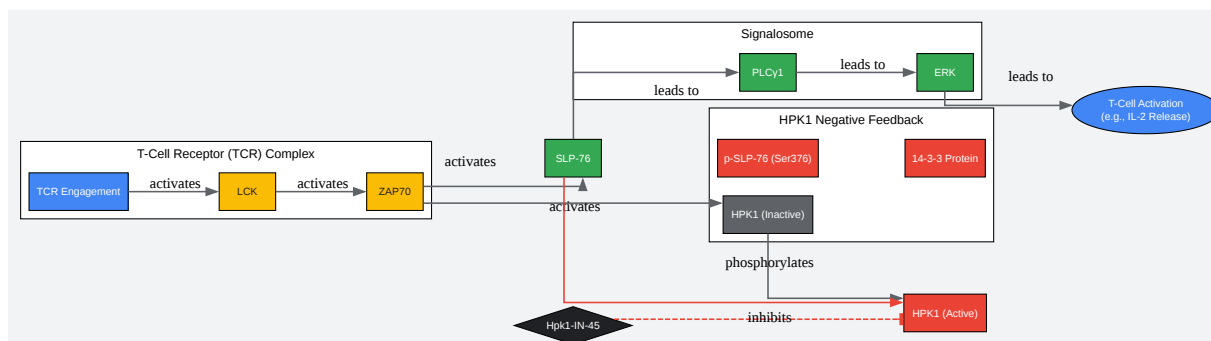 Signalosome
PLCγ1
leads to
ERK
leads to
leads to
T-Cell Activation
(e.g., IL-2 Release)
HPK1 Negative Feedback
p-SLP-76 (Ser376)
14-3-3 Protein
T-Cell Receptor (TCR) Complex
activates
SLP-76
TCR Engagement
activates
LCK
activates
ZAP70
activates
HPK1 (Inactive)
phosphorylates
HPK1 (Active)
Hpk1-IN-45
inhibits